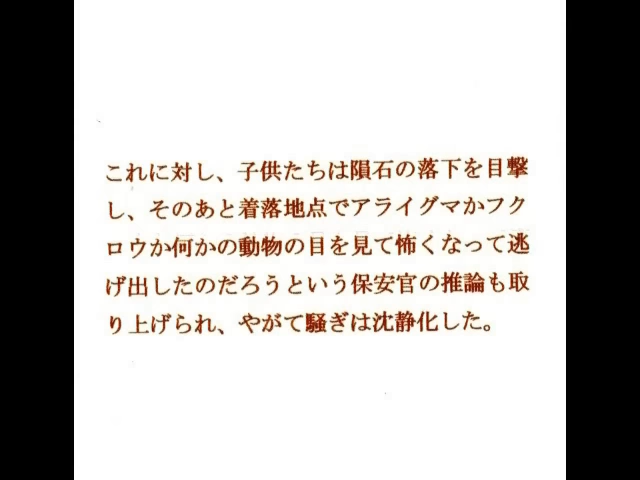 これに対し、子供たちは隕石の落下を目撃
し、そのあと着落地点でアライグマかフク
ロウか何かの動物の目を見て怖くなって逃
げ出したのだろうという保安官の推論も取
り上げられ、やがて騒ぎは沈静化した。